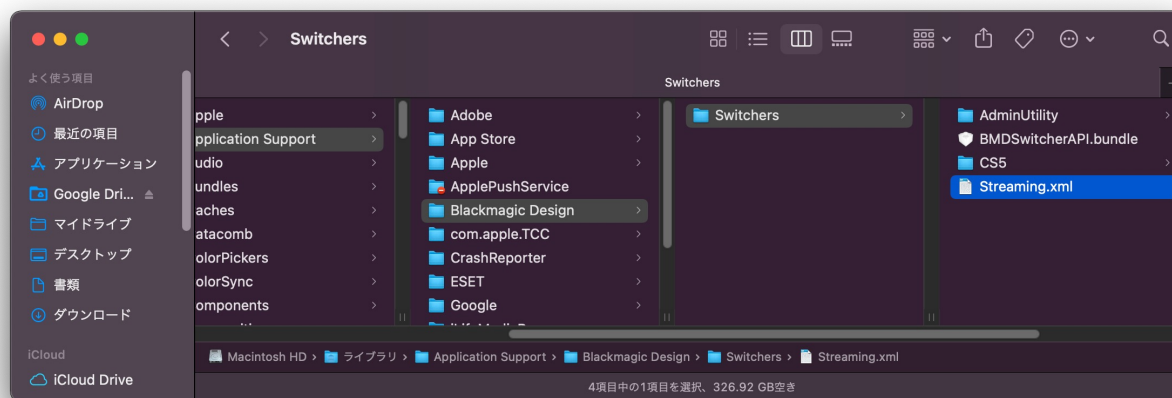 Switchers
Switchers
よく使う項目
AirDrop
最近の項目
アプリケーション
Google Dri...
マイドライブ
デスクトップ
書類
ダウンロード
iCloud
iCloud Drive
pple
pplication Support
udio
undles
aches
atacomb
olorPickers
olorSync
omponents
Adobe
App Store
Apple
ApplePushService
Blackmagic Design
com.apple.TCC
CrashReporter
ESET
Google
Switchers
AdminUtility
BMDSwitcherAPI.bundle
CS5
Streaming.xml
Macintosh HD › ライブラリ › Application Support › Blackmagic Design › Switchers › Streaming.xml
4項目中の1項目を選択、326.92 GB空き